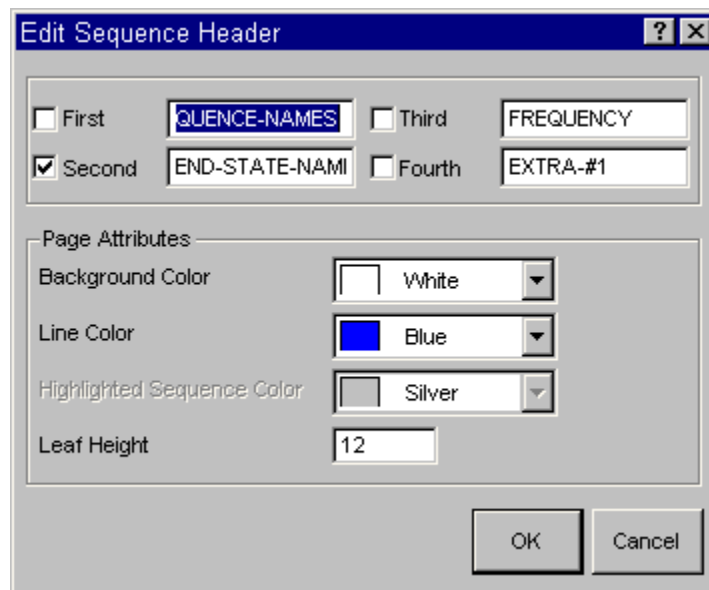 Edit Sequence Header
First QUENCE-NAMES Third FREQUENCY
Second END-STATE-NAMI Fourth EXTRA-#1
Page Attributes
Background Color White
Line Color Blue
Highlighted Sequence Color Silver
Leaf Height 12
OK Cancel